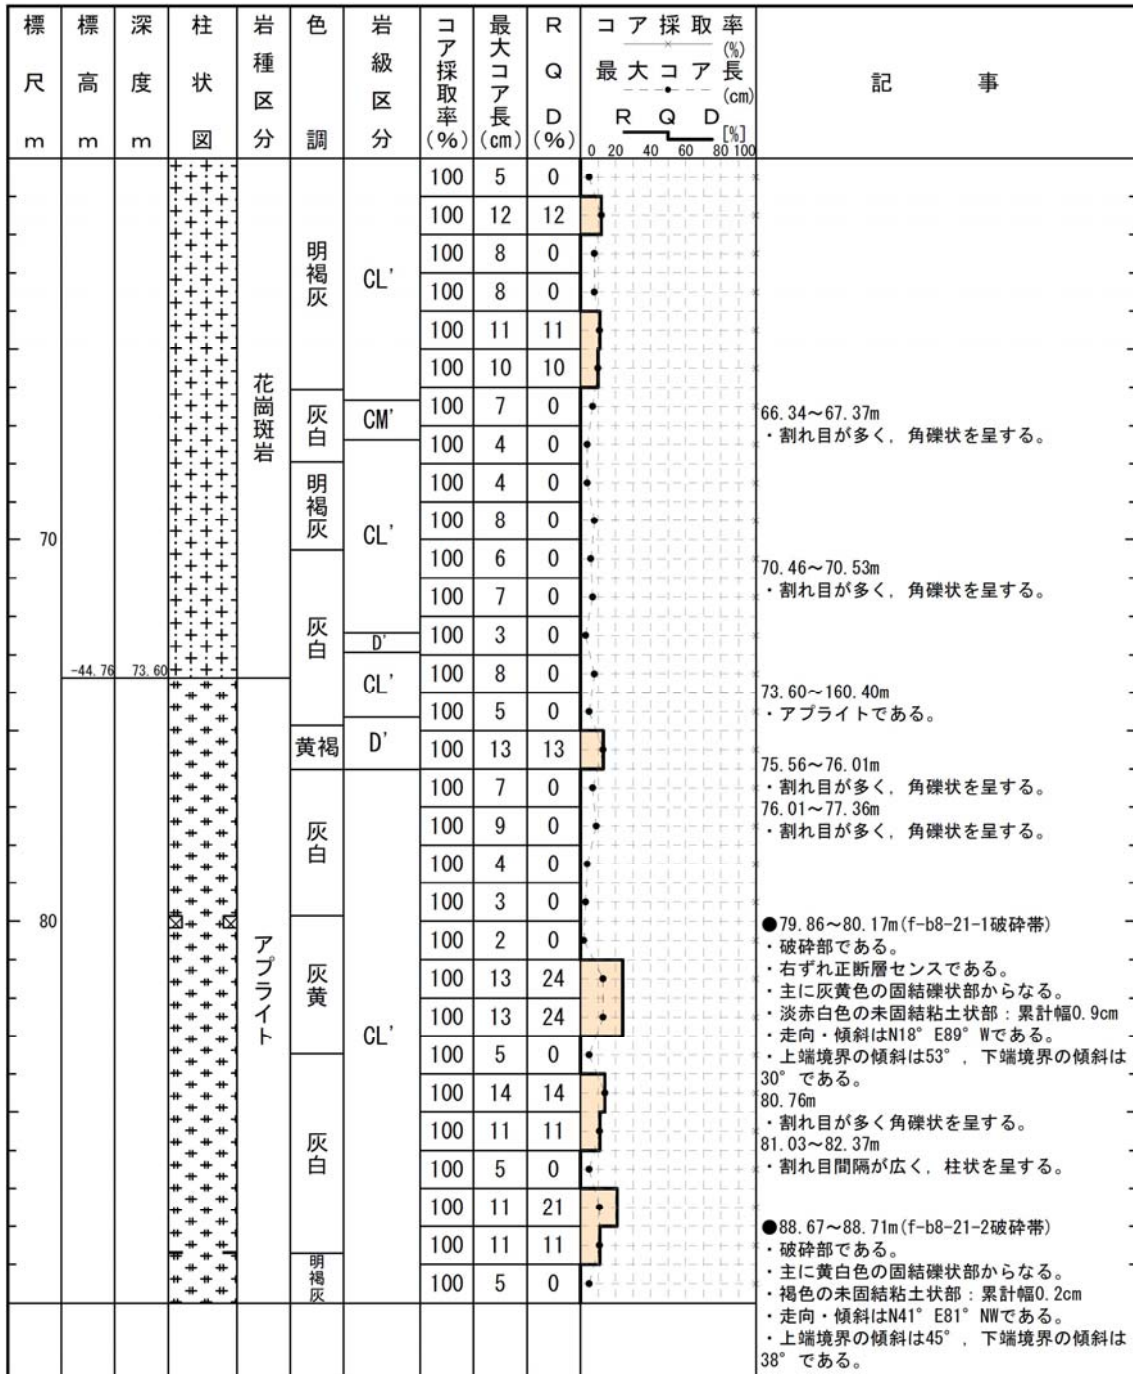 標尺m
標高m
深度m
柱状図
岩種区分
色調
岩級区分
コア採取率(%)
最大コア長(cm)
RQD(%)
コア採取率
(%)
最大コア長
(cm)
RQD
[%]
0 20 40 60 80 100
記事
100 5 0
100 12 12
100 8 0
100 8 0
100 11 11
100 10 10
100 7 0
100 4 0
100 4 0
100 8 0
100 6 0
100 7 0
100 3 0
100 8 0
100 5 0
100 13 13
100 7 0
100 9 0
100 4 0
100 3 0
100 2 0
100 13 24
100 13 24
100 5 0
100 14 14
100 11 11
100 5 0
100 11 21
100 11 11
100 5 0
70
80
-44.76 73.60
花崗斑岩
アプライト
明褐灰
灰白
明褐灰
灰白
黄褐
灰白
灰黄
灰白
明褐灰
CL'
CM'
CL'
D'
CL'
D'
CL'
66.34～67.37m
・割れ目が多く，角礫状を呈する。
70.46～70.53m
・割れ目が多く，角礫状を呈する。
73.60～160.40m
・アプライトである。
75.56～76.01m
・割れ目が多く，角礫状を呈する。
76.01～77.36m
・割れ目が多く，角礫状を呈する。
●79.86～80.17m(f-b8-21-1破砕帯)
・破砕部である。
・右ずれ正断層センスである。
・主に灰黄色の固結礫状部からなる。
・淡赤白色の未固結粘土状部：累計幅0.9cm
・走向・傾斜はN18°E89°Wである。
・上端境界の傾斜は53°，下端境界の傾斜は
30°である。
80.76m
・割れ目が多く角礫状を呈する。
81.03～82.37m
・割れ目間隔が広く，柱状を呈する。
●88.67～88.71m(f-b8-21-2破砕帯)
・破砕部である。
・主に黄白色の固結礫状部からなる。
・褐色の未固結粘土状部：累計幅0.2cm
・走向・傾斜はN41°E81°NWである。
・上端境界の傾斜は45°，下端境界の傾斜は
38°である。